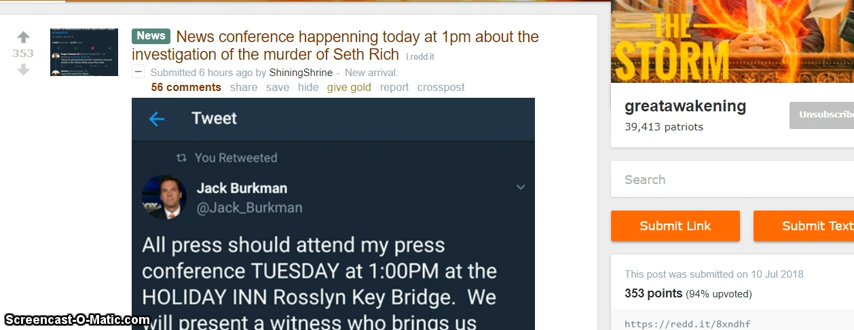 353
News News conference happenning today at 1pm about the
investigation of the murder of Seth Rich i.redd.it
Submitted 6 hours ago by ShiningShrine - New arrival.
56 comments share save hide give gold report crosspost
Tweet
You Retweeted
Jack Burkman
@Jack_Burkman
All press should attend my press
conference TUESDAY at 1:00PM at the
HOLIDAY INN Rosslyn Key Bridge. We
will present a witness who brings us
THE
STORM
greatawakening
39,413 patriots
Unsubscribe
Search
Submit Link
Submit Text
This post was submitted on 10 Jul 2018
353 points (94% upvoted)
https://redd.it/8xndhf
Screencast-O-Matic.com